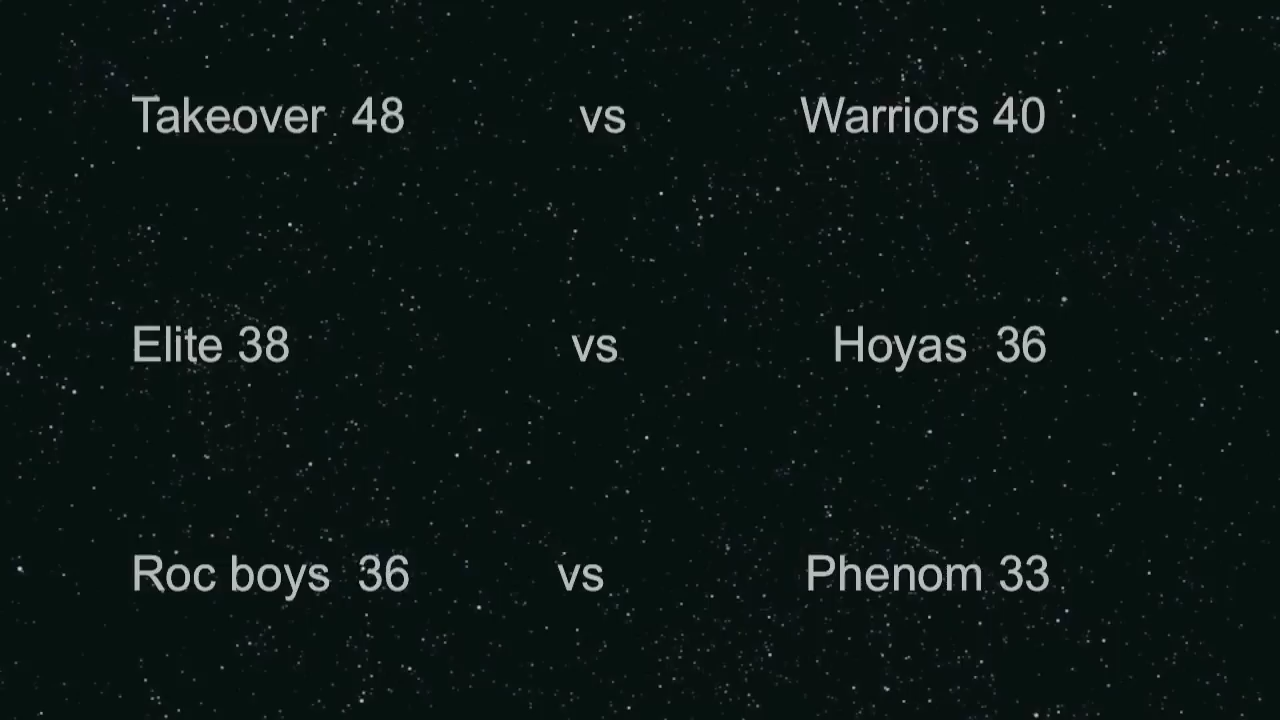 Takeover 48 vs Warriors 40
Elite 38 vs Hoyas 36
Roc boys 36 vs Phenom 33